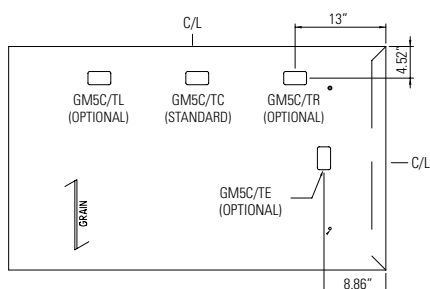 C/L
13”
4.52”
GM5C/TL
(OPTIONAL)
GM5C/TC
(STANDARD)
GM5C/TR
(OPTIONAL)
C/L
GM5C/TE
(OPTIONAL)
GRAIN
8.86”